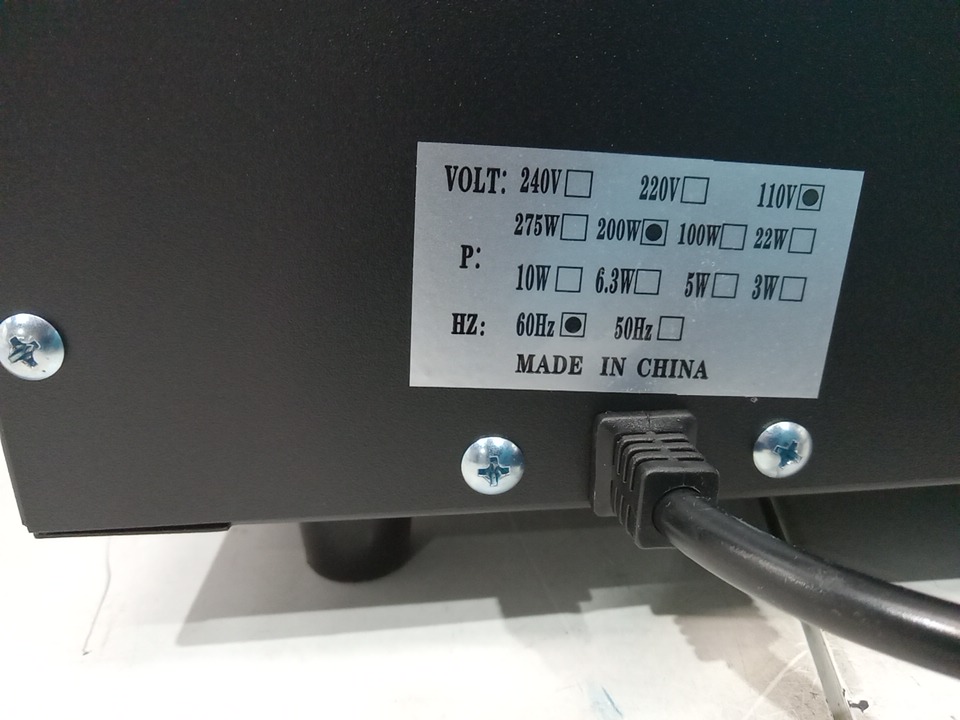 VOLT: 240V☐ 220V☐ 110V☑
275W☐ 200W☑ 100W☐ 22W☐
P:
10W☐ 6.3W☐ 5W☐ 3W☐
HZ: 60Hz☑ 50Hz☐
MADE IN CHINA